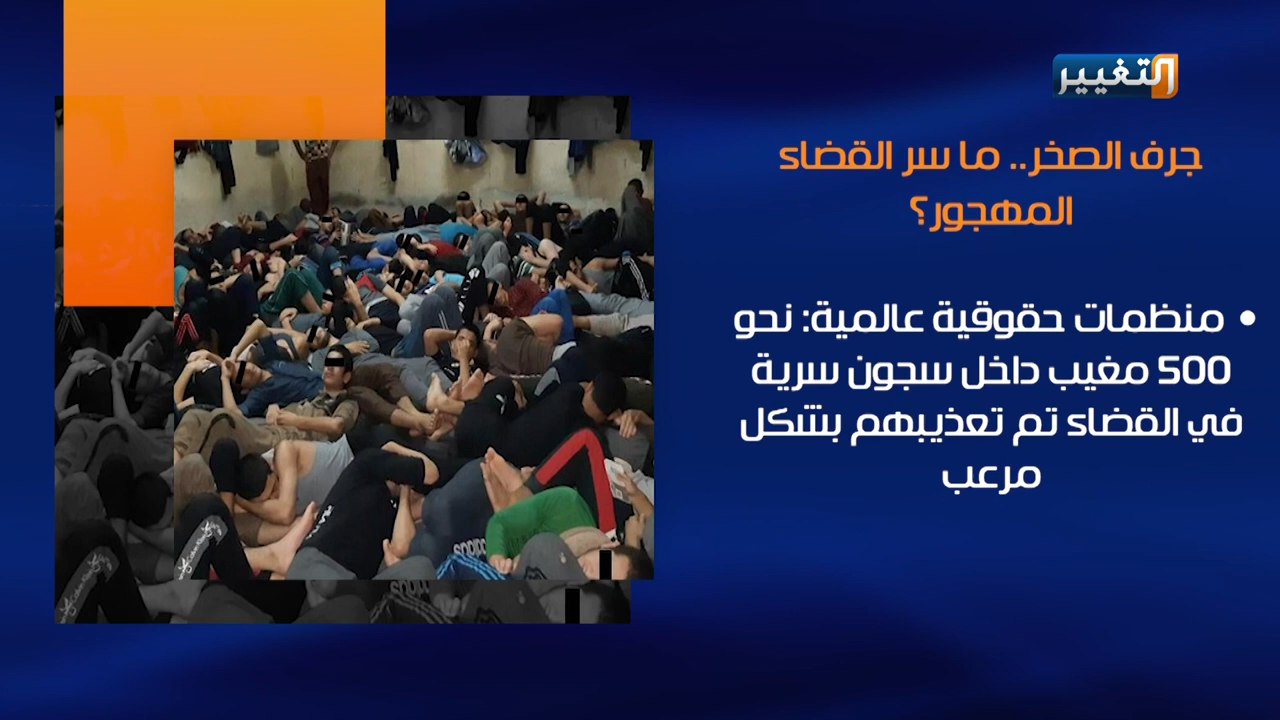 التغيير
جرف الصخر.. ما سر القضاء
المهجور؟
• منظمات حقوقية عالمية: نحو
500 مغيب داخل سجون سرية
في القضاء تم تعذيبهم بشكل
مرعب